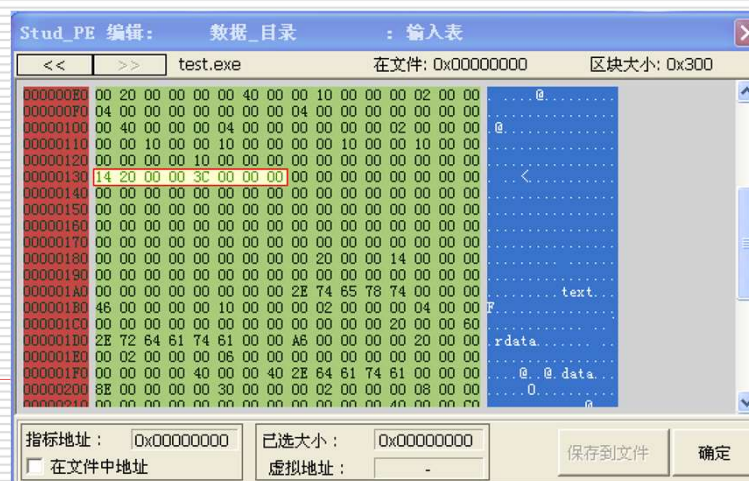 Stud_PE 编辑: 数据_目录 : 输入表
<< >> test.exe 在文件: 0x00000000 区块大小: 0x300
000000E0 00 20 00 00 00 00 40 00 00 10 00 00 00 02 00 00 . ....@.........
000000F0 04 00 00 00 00 00 00 00 04 00 00 00 00 00 00 00 ................
00000100 00 40 00 00 00 04 00 00 00 00 00 00 02 00 00 00 .@..............
00000110 00 00 10 00 00 10 00 00 00 00 10 00 00 10 00 00 ................
00000120 00 00 00 00 10 00 00 00 00 00 00 00 00 00 00 00 ................
00000130 14 20 00 00 3C 00 00 00 00 00 00 00 00 00 00 00 . ..<...........
00000140 00 00 00 00 00 00 00 00 00 00 00 00 00 00 00 00 ................
00000150 00 00 00 00 00 00 00 00 00 00 00 00 00 00 00 00 ................
00000160 00 00 00 00 00 00 00 00 00 00 00 00 00 00 00 00 ................
00000170 00 00 00 00 00 00 00 00 00 00 00 00 00 00 00 00 ................
00000180 00 00 00 00 00 00 00 00 00 20 00 00 14 00 00 00 ......... ......
00000190 00 00 00 00 00 00 00 00 00 00 00 00 00 00 00 00 ................
000001A0 00 00 00 00 00 00 00 00 2E 74 65 78 74 00 00 00 .........text...
000001B0 46 00 00 00 00 10 00 00 00 02 00 00 00 04 00 00 F...............
000001C0 00 00 00 00 00 00 00 00 00 00 00 00 20 00 00 60
000001D0 2E 72 64 61 74 61 00 00 A6 00 00 00 00 20 00 00 .rdata....... ..
000001E0 00 02 00 00 00 06 00 00 00 00 00 00 00 00 00 00 ................
000001F0 00 00 00 00 40 00 00 40 2E 64 61 74 61 00 00 00 ....@..@.data...
00000200 8E 00 00 00 00 30 00 00 00 02 00 00 00 08 00 00 .....0..........
00000210 00 00 00 00 00 00 00 00 00 00 00 00 40 00 00 C0
指标地址: 0x00000000 已选大小: 0x00000000 保存到文件 确定
在文件中地址 虚拟地址: -